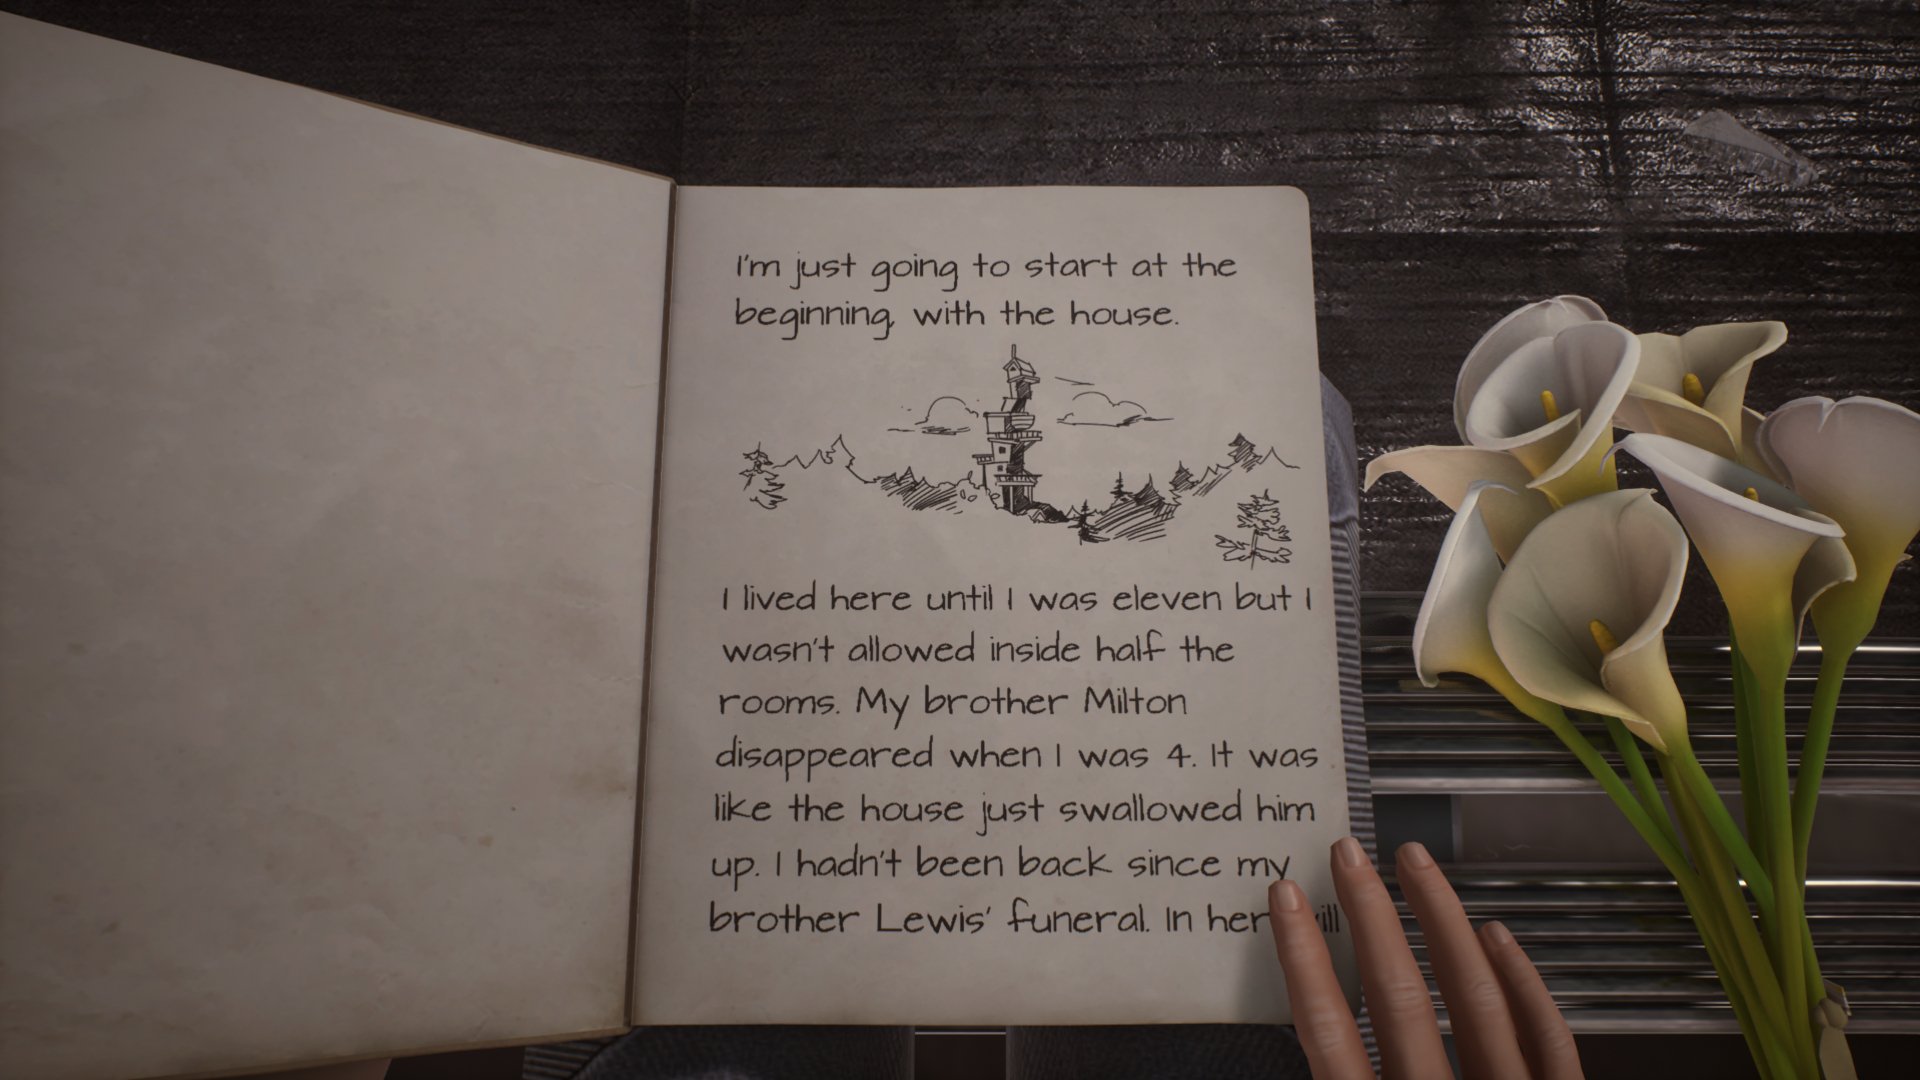 I'm just going to start at the
beginning, with the house.
I lived here until I was eleven but I
wasn't allowed inside half the
rooms. My brother Milton
disappeared when I was 4. It was
like the house just swallowed him
up. I hadn't been back since my
brother Lewis' funeral. In her